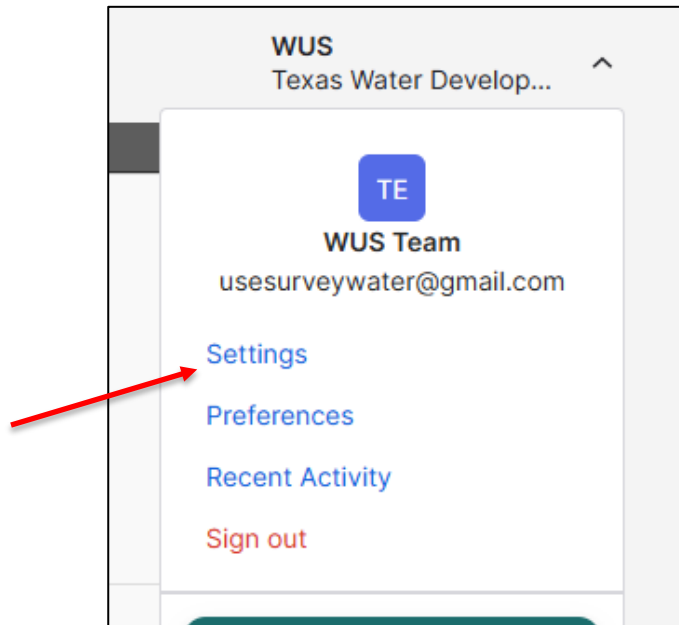 WUS
Texas Water Develop...
TE
WUS Team
usesurveywater@gmail.com
Settings
Preferences
Recent Activity
Sign out